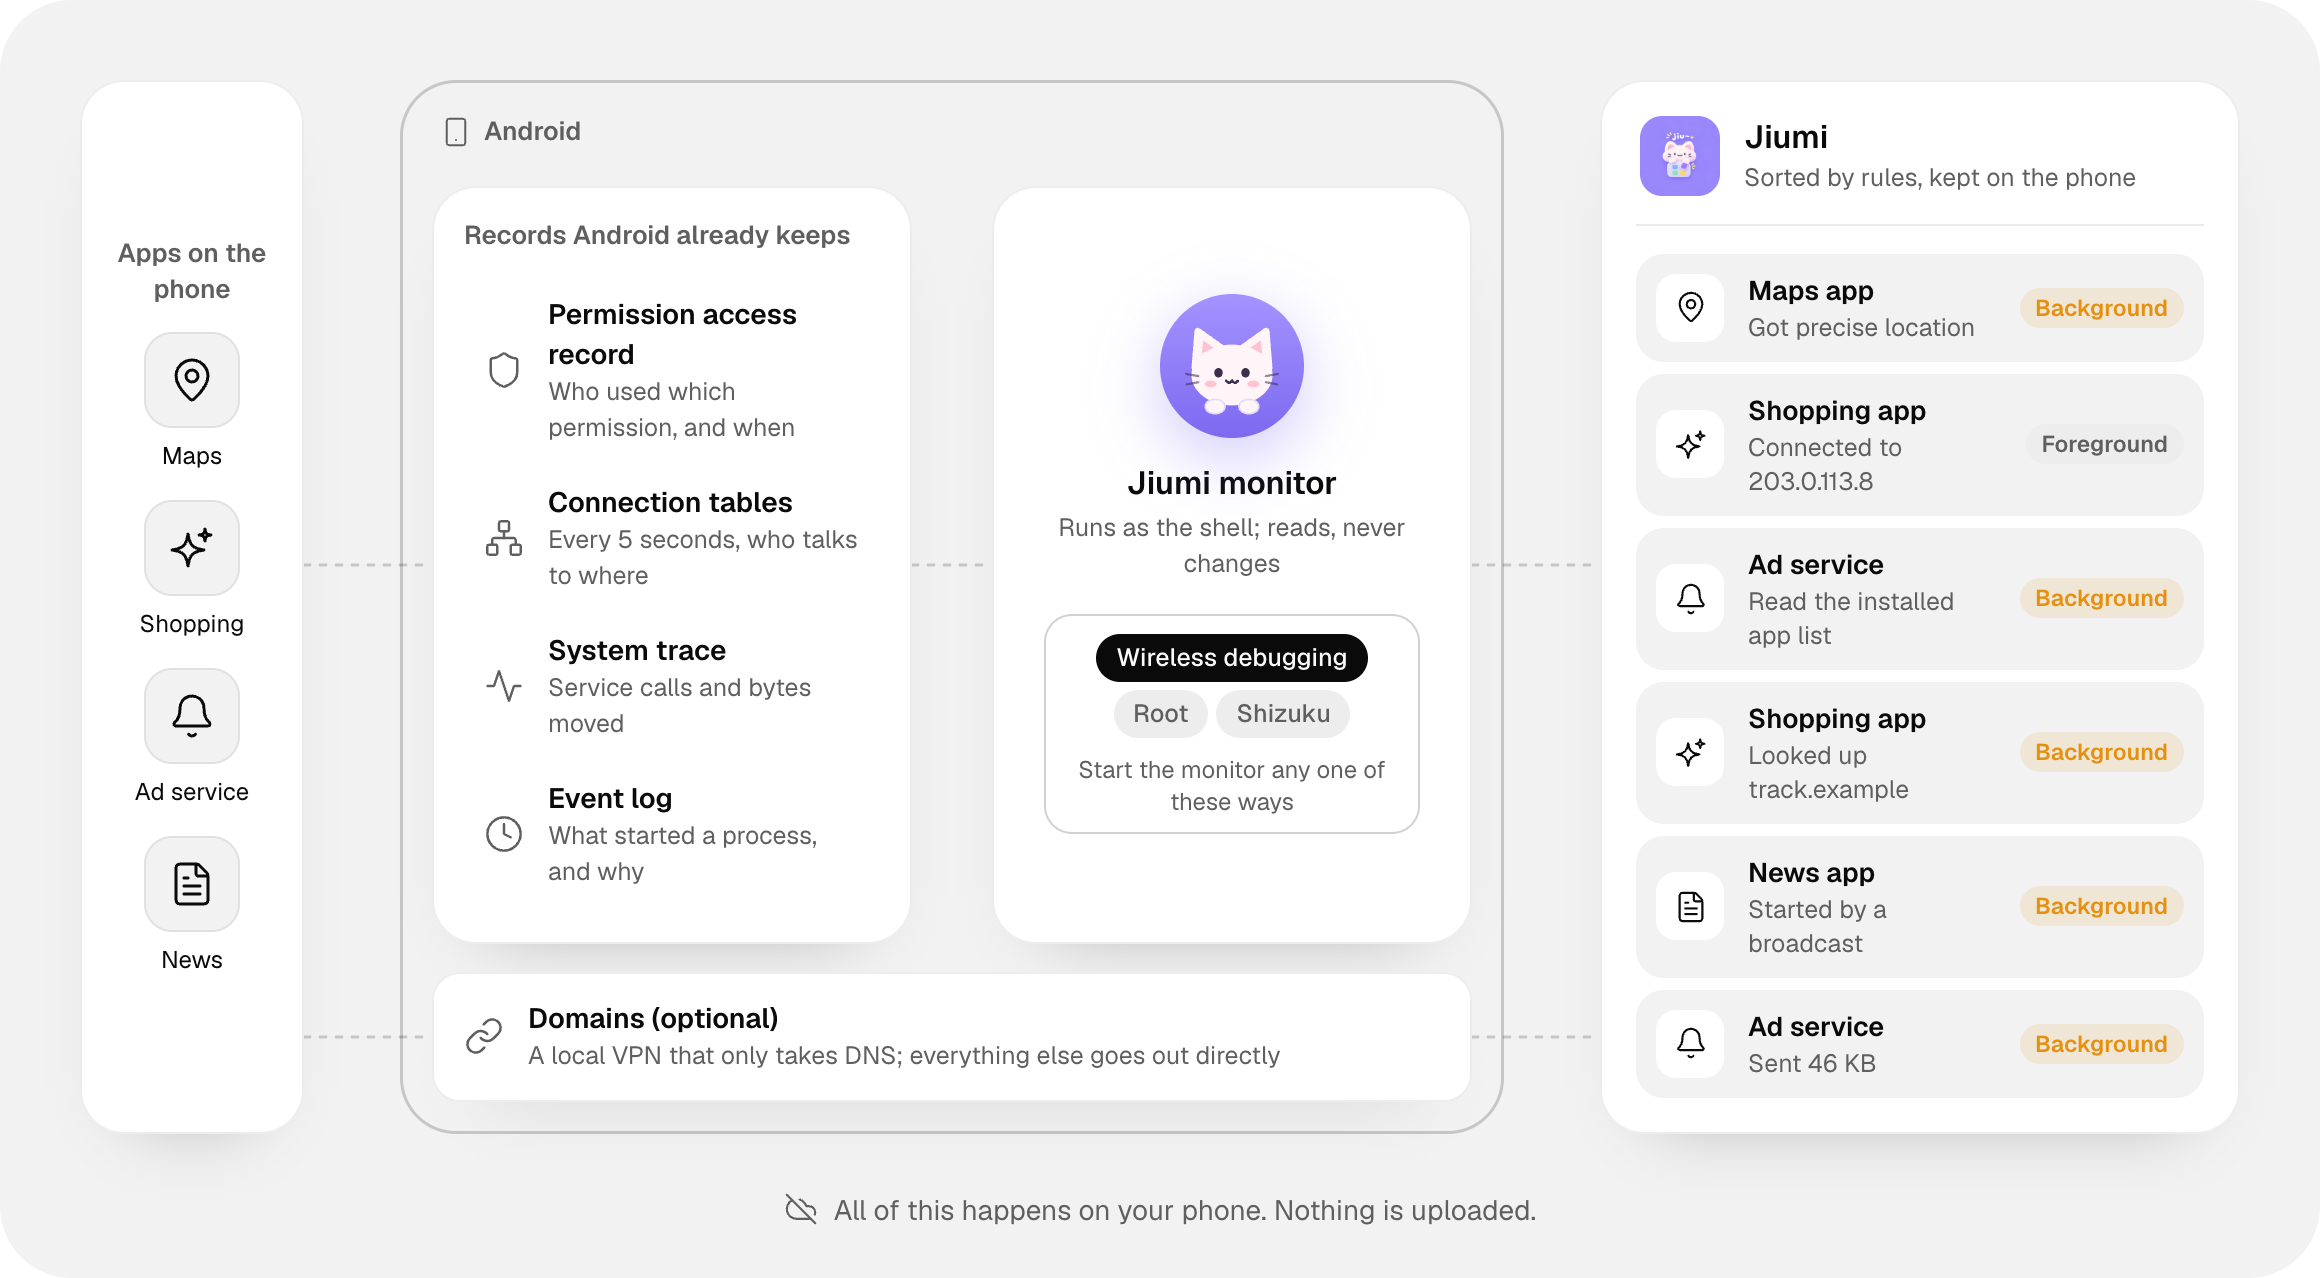 Apps on the
phone
Maps
Shopping
Ad service
News
Android
Records Android already keeps
Permission access
record
Who used which
permission, and when
Connection tables
Every 5 seconds, who talks
to where
System trace
Service calls and bytes
moved
Event log
What started a process,
and why
Jiumi monitor
Runs as the shell; reads, never
changes
Wireless debugging
Root
Shizuku
Start the monitor any one of
these ways
Domains (optional)
A local VPN that only takes DNS; everything else goes out directly
Jiumi
Sorted by rules, kept on the phone
Maps app
Got precise location
Background
Shopping app
Connected to
203.0.113.8
Foreground
Ad service
Read the installed
app list
Background
Shopping app
Looked up
track.example
Background
News app
Started by a
broadcast
Background
Ad service
Sent 46 KB
Background
All of this happens on your phone. Nothing is uploaded.